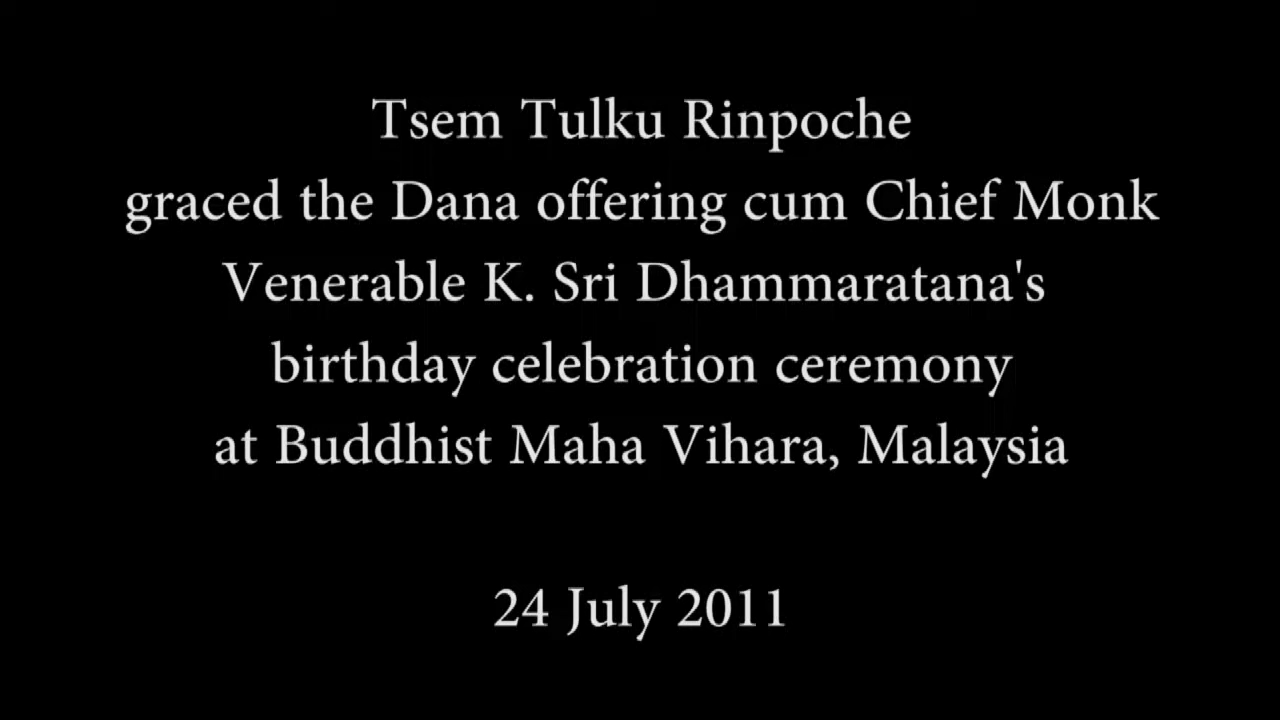 Tsem Tulku Rinpoche
graced the Dana offering cum Chief Monk
Venerable K. Sri Dhammaratana's
birthday celebration ceremony
at Buddhist Maha Vihara, Malaysia
24 July 2011